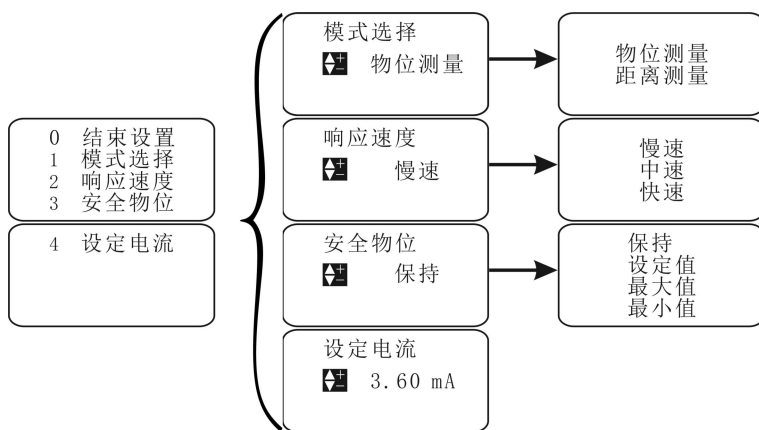 0 结束设置
1 模式选择
2 响应速度
3 安全物位
4 设定电流
模式选择
物位测量
物位测量
距离测量
响应速度
慢速
慢速
中速
快速
安全物位
保持
保持
设定值
最大值
最小值
设定电流
3.60 mA